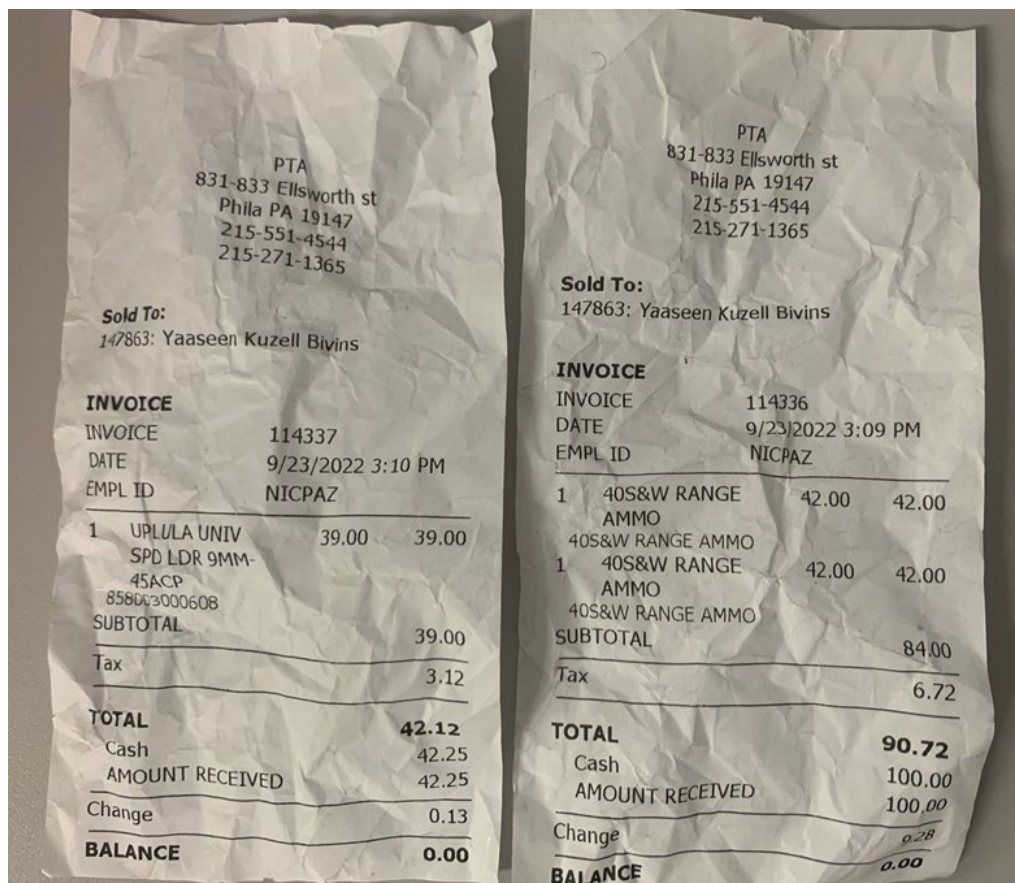 PTA
831-833 Ellsworth st
Phila PA 19147
215-551-4544
215-271-1365
Sold To:
147863: Yaaseen Kuzell Bivins
INVOICE
INVOICE 114337
DATE 9/23/2022 3:10 PM
EMPL ID NICPAZ
1 UPLULA UNIV 39.00 39.00
SPD LDR 9MM-
45ACP
858003000608
SUBTOTAL 39.00
Tax 3.12
TOTAL 42.12
Cash 42.25
AMOUNT RECEIVED 42.25
Change 0.13
BALANCE 0.00
PTA
831-833 Ellsworth st
Phila PA 19147
215-551-4544
215-271-1365
Sold To:
147863: Yaaseen Kuzell Bivins
INVOICE
INVOICE 114336
DATE 9/23/2022 3:09 PM
EMPL ID NICPAZ
1 40S&W RANGE 42.00 42.00
AMMO
40S&W RANGE AMMO
1 40S&W RANGE 42.00 42.00
AMMO
40S&W RANGE AMMO
SUBTOTAL 84.00
Tax 6.72
TOTAL 90.72
Cash 100.00
AMOUNT RECEIVED 100.00
Change 9.28
BALANCE 0.00